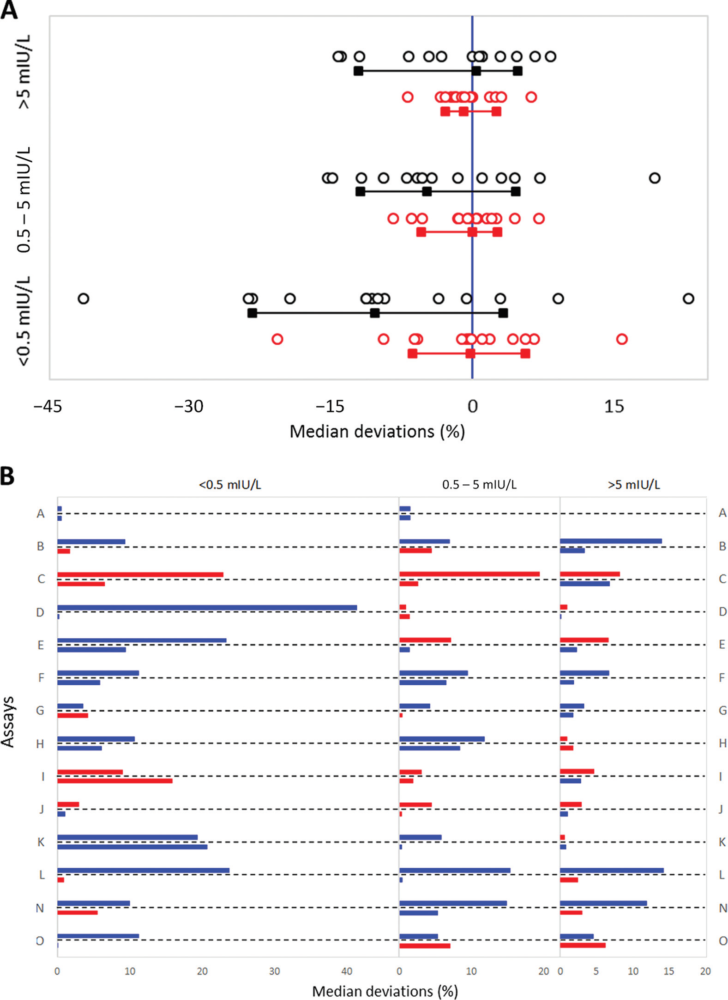 A
>5 mIU/L
0.5 – 5 mIU/L
<0.5 mIU/L
−45 −30 −15 0 15
Median deviations (%)
B
<0.5 mIU/L 0.5 – 5 mIU/L >5 mIU/L
Assays
A A
B B
C C
D D
E E
F F
G G
H H
I I
J J
K K
L L
N N
O O
0 10 20 30 40 0 10 20 0 5 10 15 20
Median deviations (%)